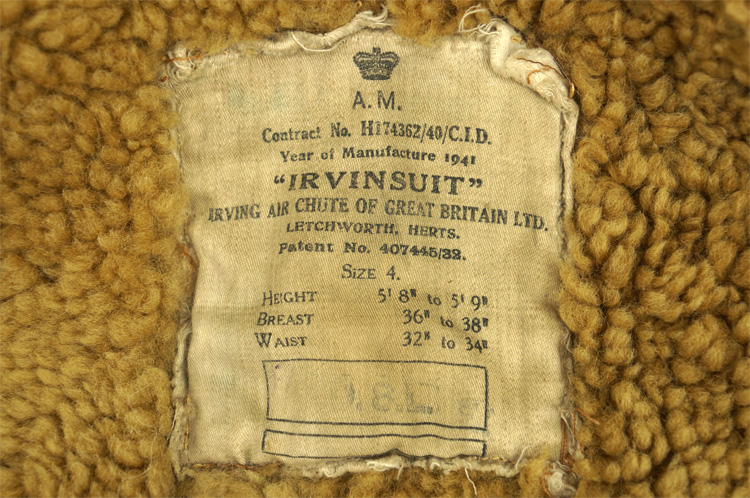 A.M.
Contract No. H174362/40/C.I.D.
Year of Manufacture 1941
"IRVINSUIT"
IRVING AIR CHUTE OF GREAT BRITAIN LTD.
LETCHWORTH, HERTS.
Patent No. 407445/32.
SIZE 4.
HEIGHT 5' 8" to 5' 9"
BREAST 36" to 38"
WAIST 32" to 34"